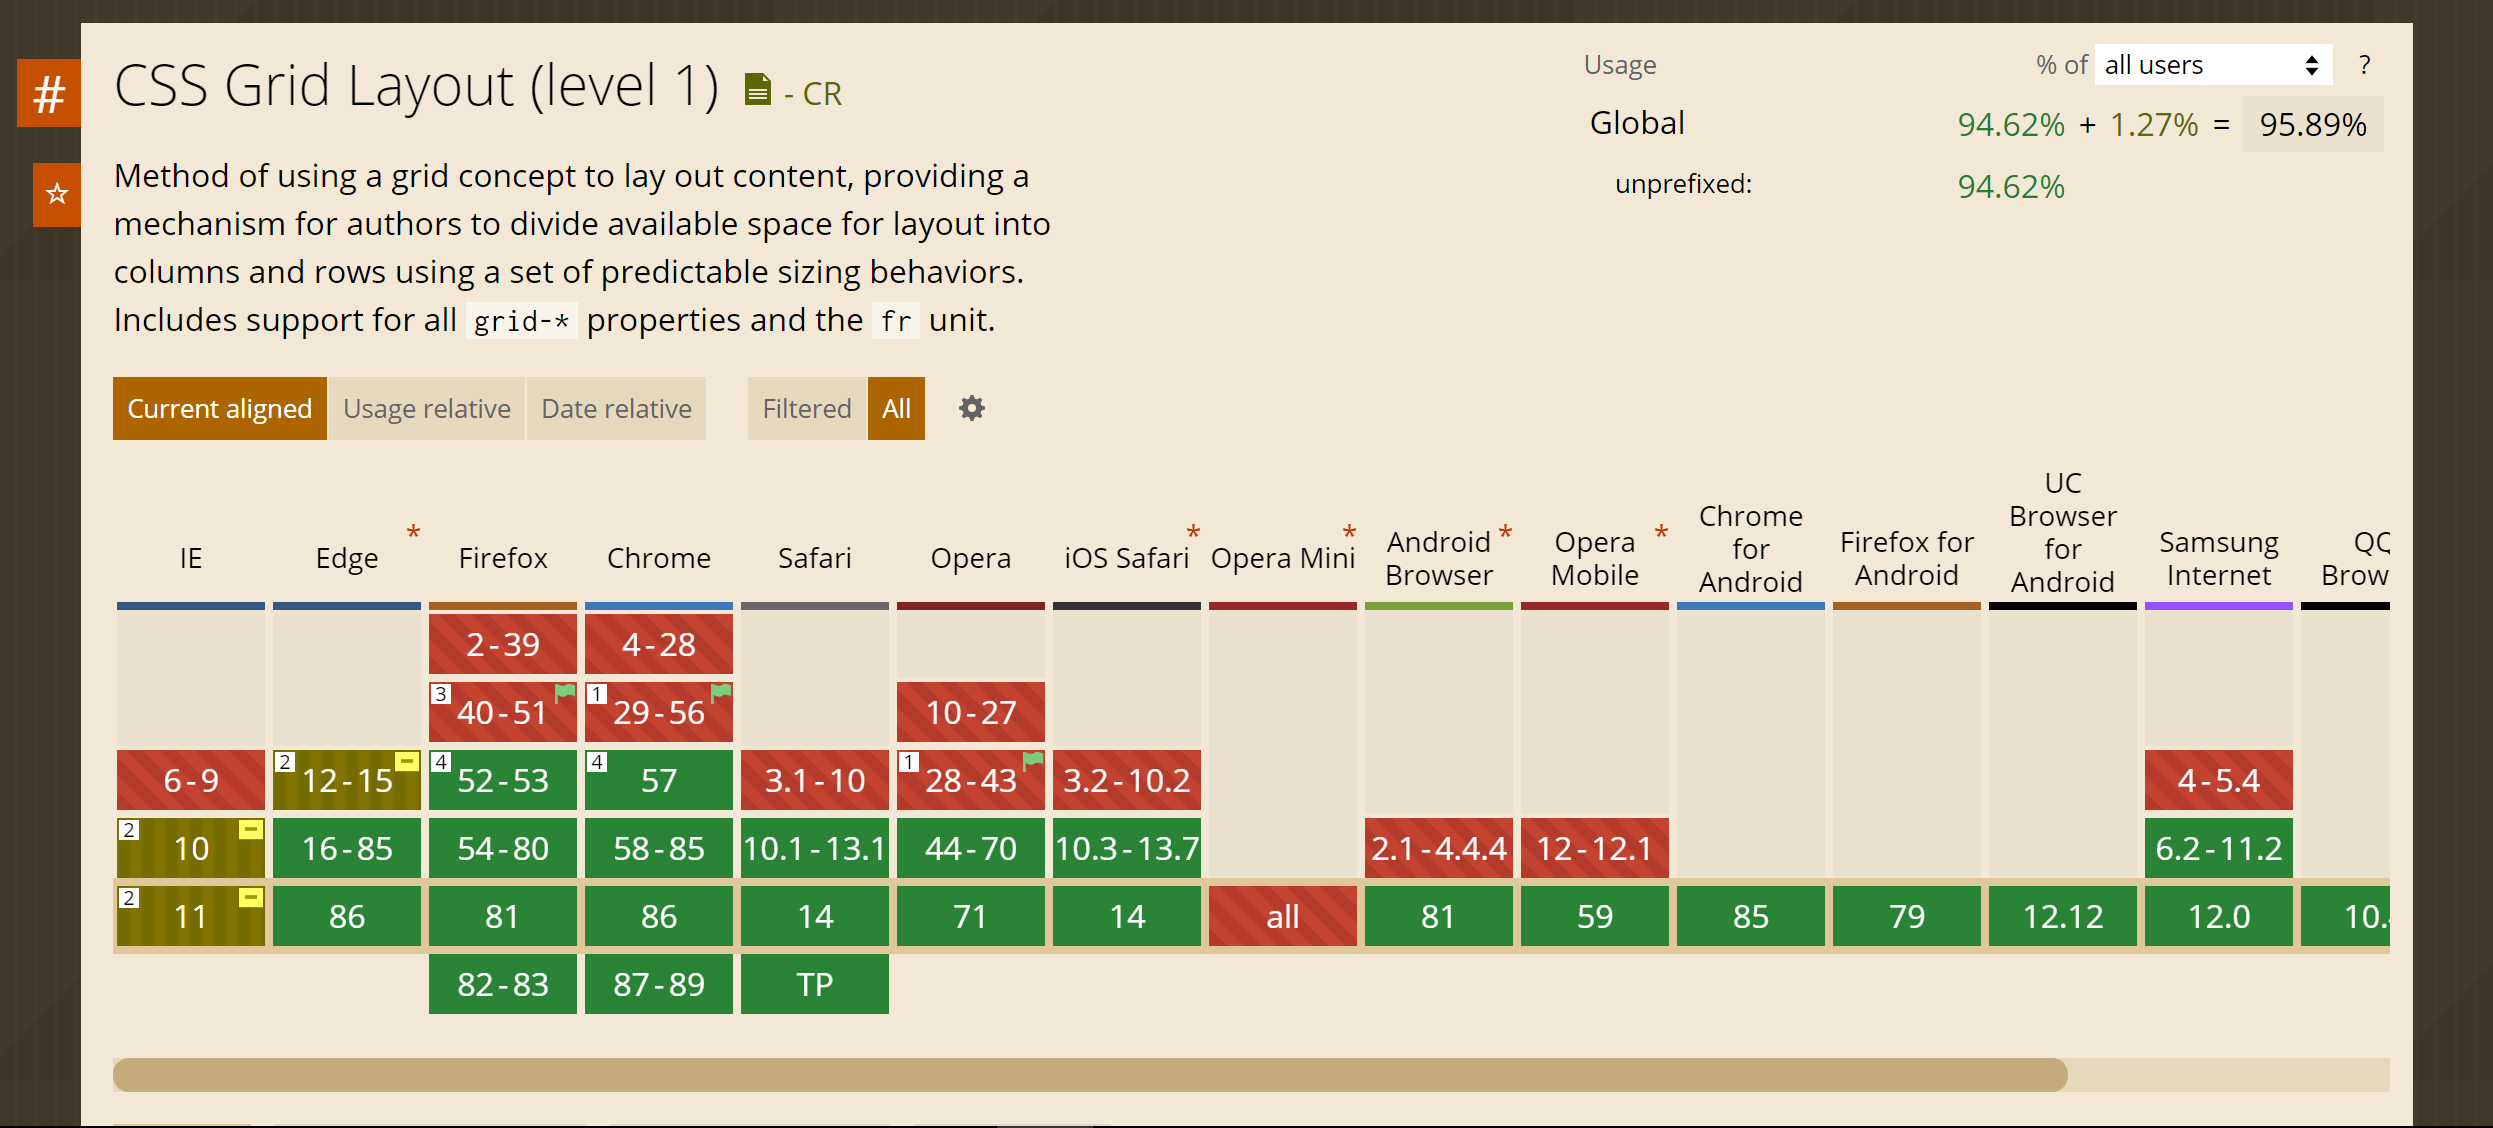 #
CSS Grid Layout (level 1) - CR
Usage % of all users ?
Global 94.62% + 1.27% = 95.89%
unprefixed: 94.62%
Method of using a grid concept to lay out content, providing a
mechanism for authors to divide available space for layout into
columns and rows using a set of predictable sizing behaviors.
Includes support for all grid-* properties and the fr unit.
Current aligned Usage relative Date relative Filtered All
IE Edge * Firefox Chrome Safari Opera iOS Safari * Opera Mini * Android Browser * Opera Mobile * Chrome for Android Firefox for Android UC Browser for Android Samsung Internet QQ Brow
2-39 4-28
3 40-51 1 29-56 10-27
6-9 2 12-15 4 52-53 4 57 3.1-10 1 28-43 3.2-10.2 4-5.4
2 10 16-85 54-80 58-85 10.1-13.1 44-70 10.3-13.7 2.1-4.4.4 12-12.1 6.2-11.2
2 11 86 81 86 14 71 14 all 81 59 85 79 12.12 12.0 10.
82-83 87-89 TP